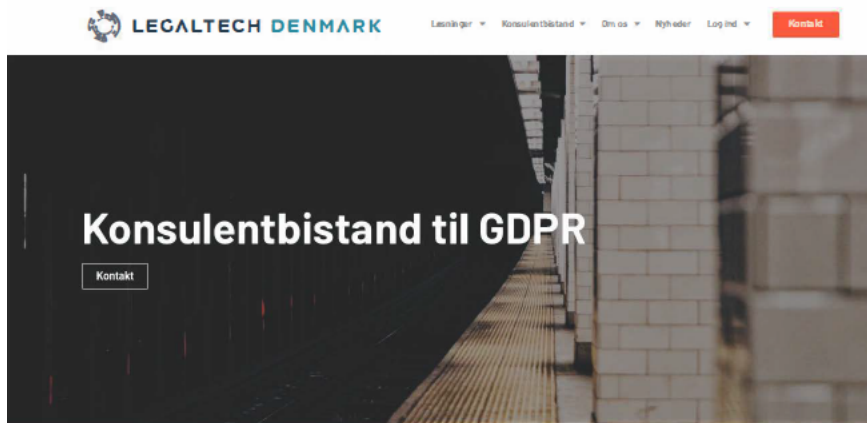 LEGALTECH DENMARK
Løsninger Konsulentbistand Om os Nyheder Log ind Kontakt
Konsulentbistand til GDPR
Kontakt